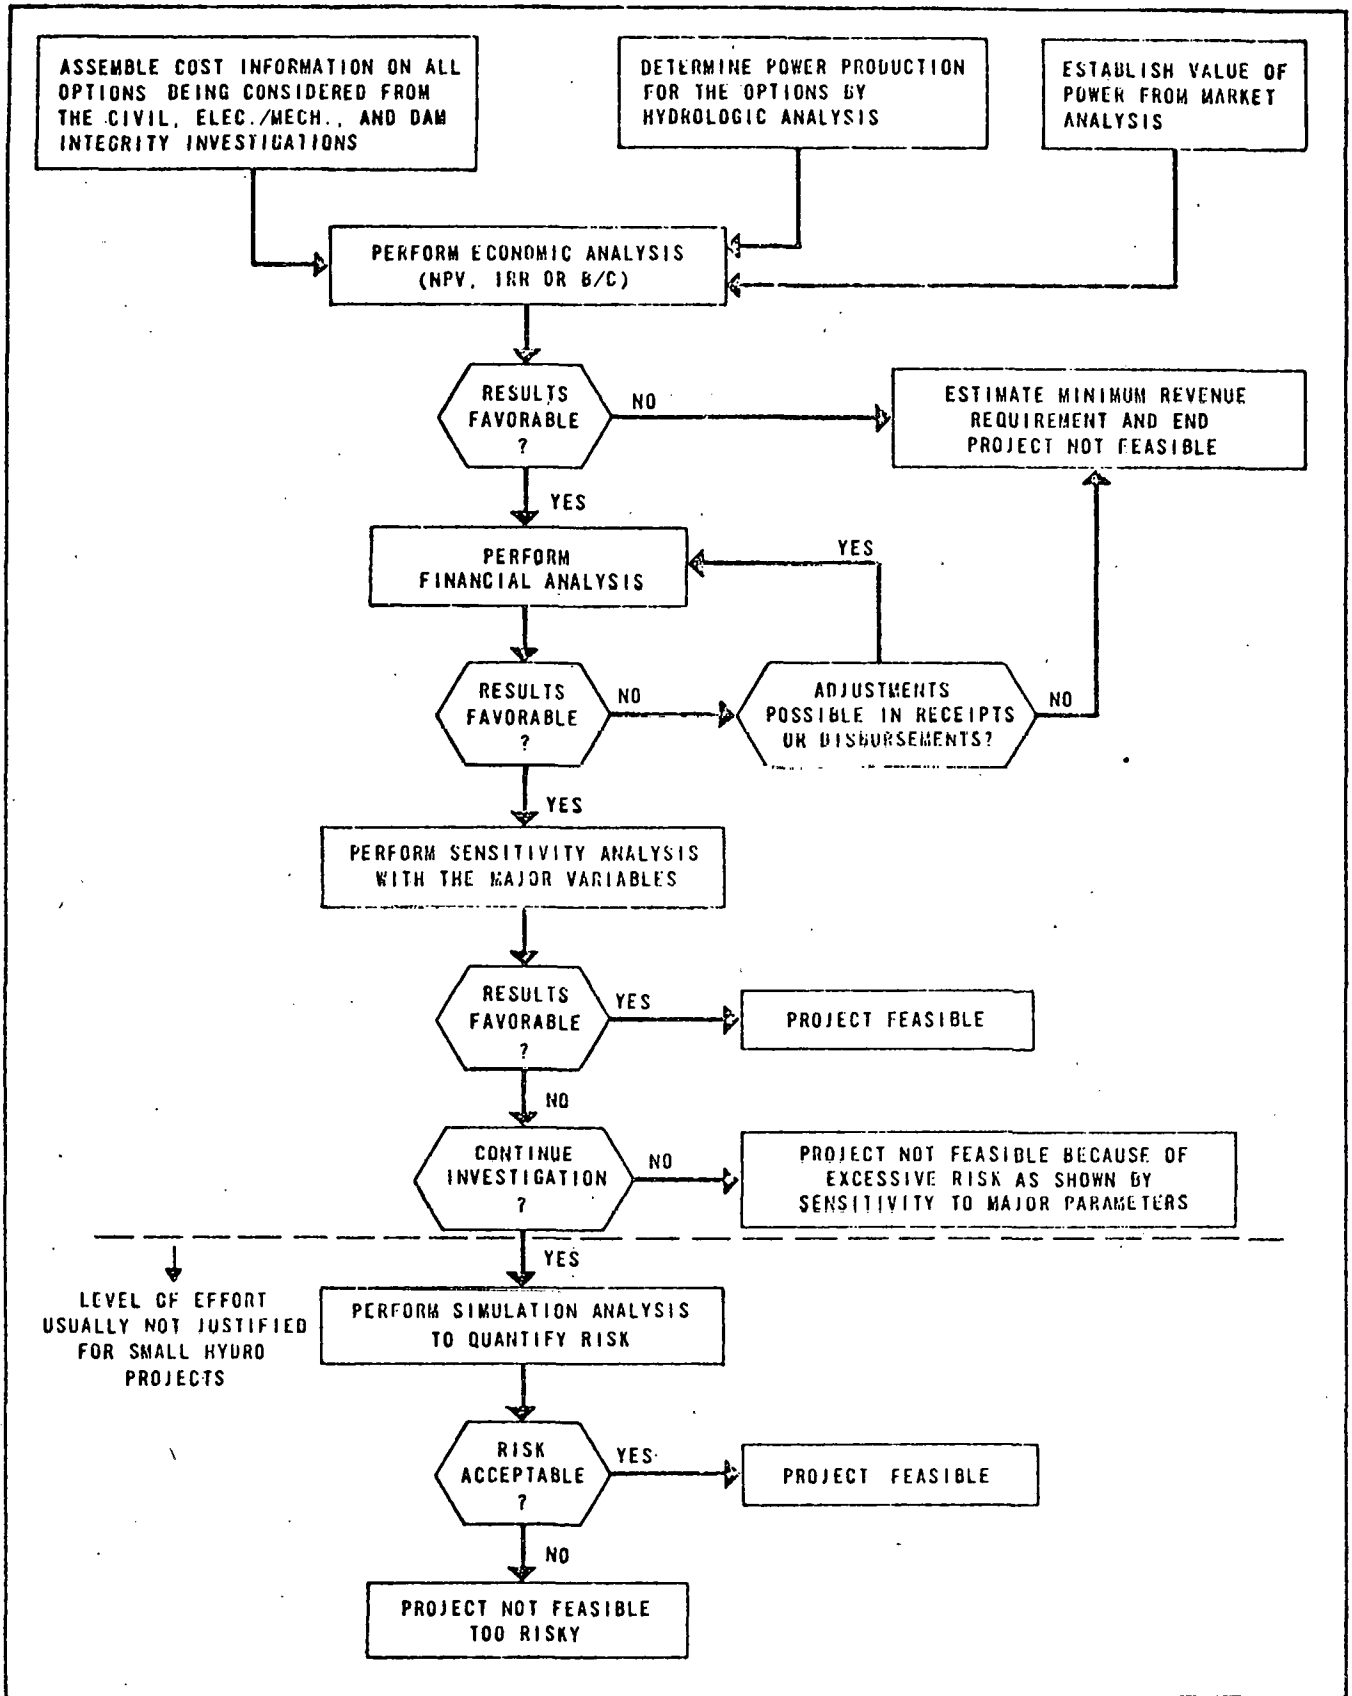 ASSEMBLE COST INFORMATION ON ALL
OPTIONS BEING CONSIDERED FROM
THE CIVIL, ELEC./MECH., AND DAM
INTEGRITY INVESTIGATIONS
DETERMINE POWER PRODUCTION
FOR THE OPTIONS BY
HYDROLOGIC ANALYSIS
ESTABLISH VALUE OF
POWER FROM MARKET
ANALYSIS
PERFORM ECONOMIC ANALYSIS
(NPV, IRR OR B/C)
RESULTS
FAVORABLE
?
NO
ESTIMATE MINIMUM REVENUE
REQUIREMENT AND END
PROJECT NOT FEASIBLE
YES
PERFORM
FINANCIAL ANALYSIS
YES
RESULTS
FAVORABLE
?
NO
ADJUSTMENTS
POSSIBLE IN RECEIPTS
OR DISBURSEMENTS?
NO
YES
PERFORM SENSITIVITY ANALYSIS
WITH THE MAJOR VARIABLES
RESULTS
FAVORABLE
?
YES
PROJECT FEASIBLE
NO
CONTINUE
INVESTIGATION
?
NO
PROJECT NOT FEASIBLE BECAUSE OF
EXCESSIVE RISK AS SHOWN BY
SENSITIVITY TO MAJOR PARAMETERS
YES
LEVEL OF EFFORT
USUALLY NOT JUSTIFIED
FOR SMALL HYDRO
PROJECTS
PERFORM SIMULATION ANALYSIS
TO QUANTIFY RISK
RISK
ACCEPTABLE
?
YES
PROJECT FEASIBLE
NO
PROJECT NOT FEASIBLE
TOO RISKY